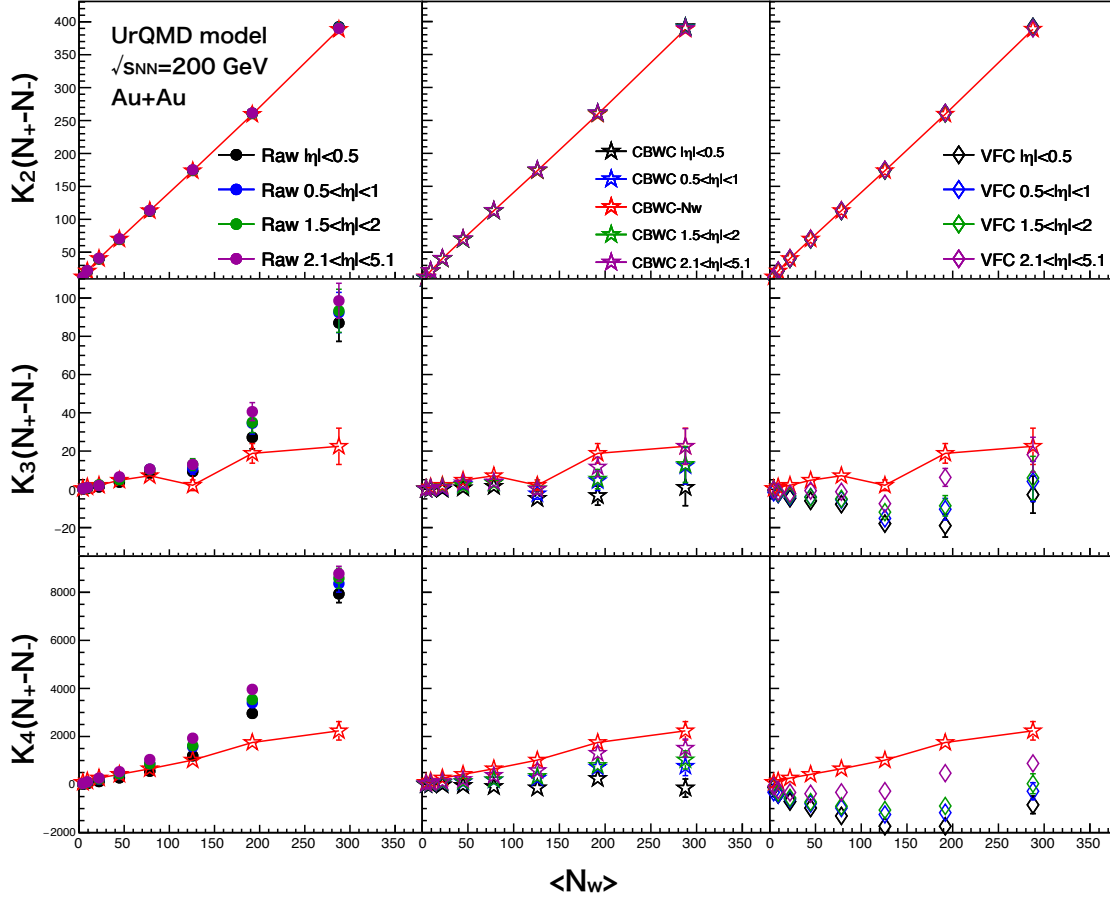 UrQMD model
√sNN=200 GeV
Au+Au
K2(N+-N-)
400
350
300
250
200
150
100
50
Raw |η|<0.5
Raw 0.5<|η|<1
Raw 1.5<|η|<2
Raw 2.1<|η|<5.1
CBWC |η|<0.5
CBWC 0.5<|η|<1
CBWC-Nw
CBWC 1.5<|η|<2
CBWC 2.1<|η|<5.1
VFC |η|<0.5
VFC 0.5<|η|<1
VFC 1.5<|η|<2
VFC 2.1<|η|<5.1
K3(N+-N-)
100
80
60
40
20
0
−20
K4(N+-N-)
8000
6000
4000
2000
0
−2000
0 50 100 150 200 250 300 350
0 50 100 150 200 250 300 350
0 50 100 150 200 250 300 350
<Nw>